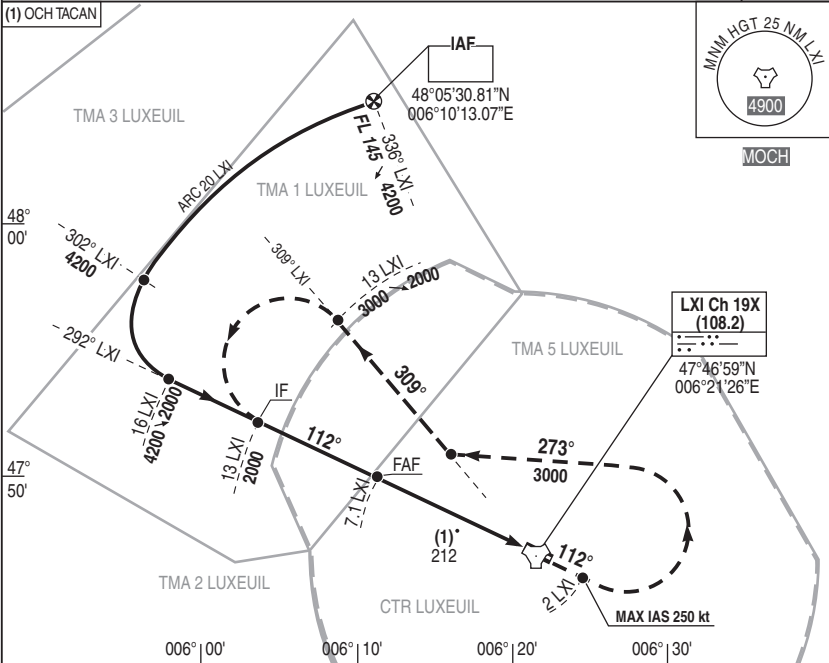 (1) OCH TACAN
IAF
48°05'30.81"N
006°10'13.07"E
MNM HGT 25 NM LXI
4900
MOCH
TMA 3 LUXEUIL
ARC 20 LXI
FL 145
336° LXI
4200
TMA 1 LUXEUIL
48°
00'
302° LXI
4200
309° LXI
13 LXI
3000 2000
292° LXI
TMA 5 LUXEUIL
LXI Ch 19X
(108.2)
47°46'59"N
006°21'26"E
309°
16 LXI
4200 2000
IF
13 LXI
2000
112°
FAF
7.1 LXI
273°
3000
47°
50'
(1)
212
112°
2 LXI
MAX IAS 250 kt
TMA 2 LUXEUIL
CTR LUXEUIL
006° 00'
006° 10'
006° 20'
006° 30'